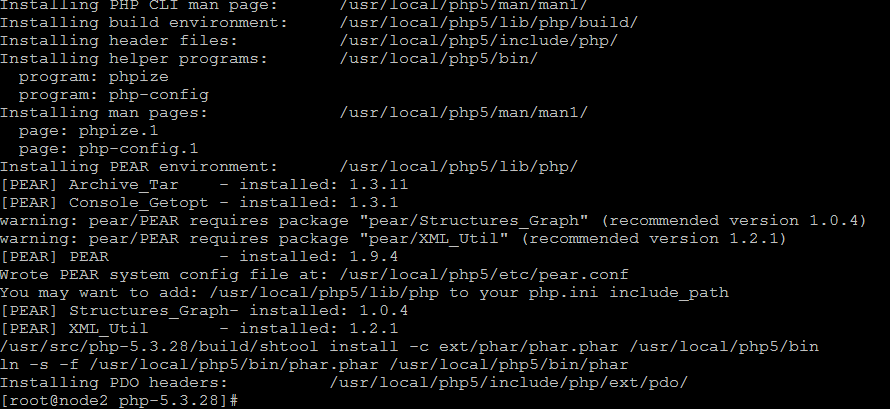 Installing PHP CLI man page:      /usr/local/php5/man/man1/
Installing build environment:     /usr/local/php5/lib/php/build/
Installing header files:          /usr/local/php5/include/php/
Installing helper programs:       /usr/local/php5/bin/
  program: phpize
  program: php-config
Installing man pages:             /usr/local/php5/man/man1/
  page: phpize.1
  page: php-config.1
Installing PEAR environment:      /usr/local/php5/lib/php/
[PEAR] Archive_Tar    - installed: 1.3.11
[PEAR] Console_Getopt - installed: 1.3.1
warning: pear/PEAR requires package "pear/Structures_Graph" (recommended version 1.0.4)
warning: pear/PEAR requires package "pear/XML_Util" (recommended version 1.2.1)
[PEAR] PEAR           - installed: 1.9.4
Wrote PEAR system config file at: /usr/local/php5/etc/pear.conf
You may want to add: /usr/local/php5/lib/php to your php.ini include_path
[PEAR] Structures_Graph- installed: 1.0.4
[PEAR] XML_Util       - installed: 1.2.1
/usr/src/php-5.3.28/build/shtool install -c ext/phar/phar.phar /usr/local/php5/bin
ln -s -f /usr/local/php5/bin/phar.phar /usr/local/php5/bin/phar
Installing PDO headers:          /usr/local/php5/include/php/ext/pdo/
[root@node2 php-5.3.28]#